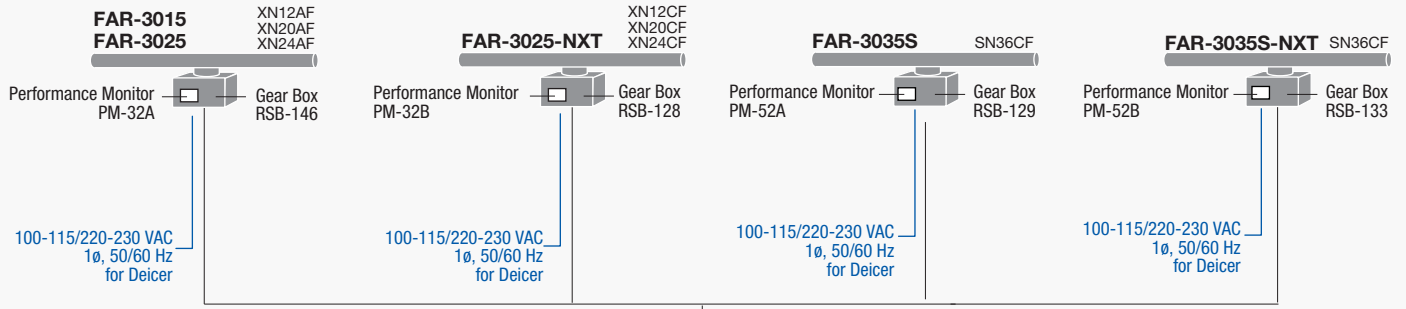 FAR-3015
FAR-3025
XN12AF
XN20AF
XN24AF
Performance Monitor
PM-32A
Gear Box
RSB-146
100-115/220-230 VAC
1ø, 50/60 Hz
for Deicer
FAR-3025-NXT
XN12CF
XN20CF
XN24CF
Performance Monitor
PM-32B
Gear Box
RSB-128
100-115/220-230 VAC
1ø, 50/60 Hz
for Deicer
FAR-3035S
SN36CF
Performance Monitor
PM-52A
Gear Box
RSB-129
100-115/220-230 VAC
1ø, 50/60 Hz
for Deicer
FAR-3035S-NXT
SN36CF
Performance Monitor
PM-52B
Gear Box
RSB-133
100-115/220-230 VAC
1ø, 50/60 Hz
for Deicer